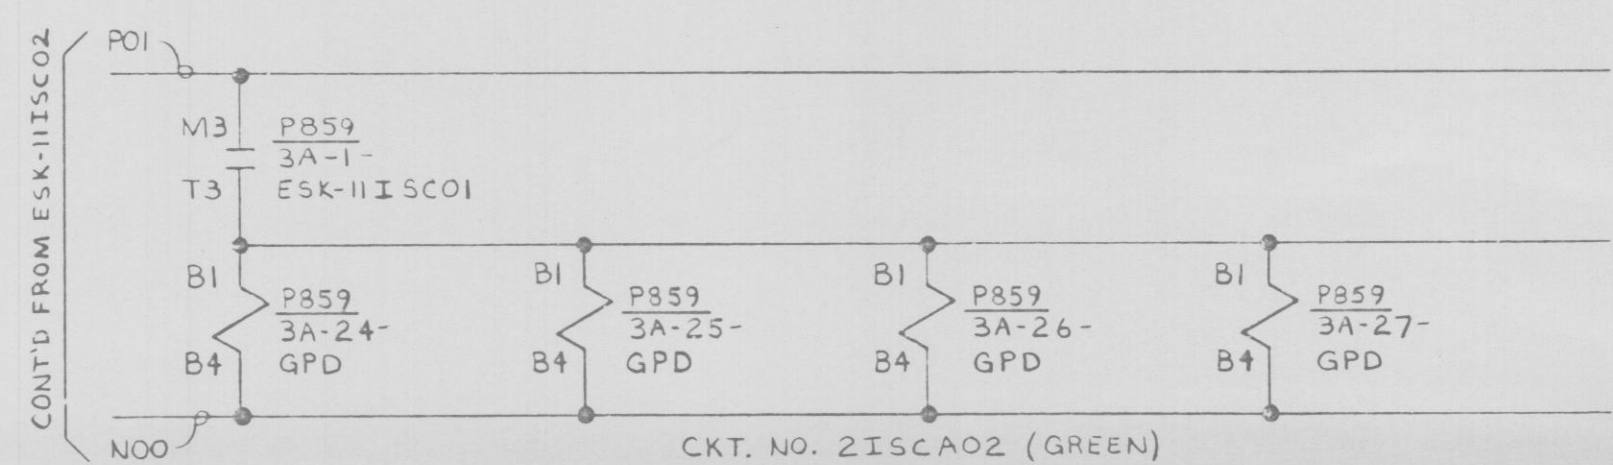 CONT'D FROM ESK-11ISC02
P01
M3
P859
3A-1-
T3
ESK-11ISC01
B1
P859
3A-24-
B4
GPD
B1
P859
3A-25-
B4
GPD
B1
P859
3A-26-
B4
GPD
B1
P859
3A-27-
B4
GPD
N00
CKT. NO. 2ISCA02 (GREEN)